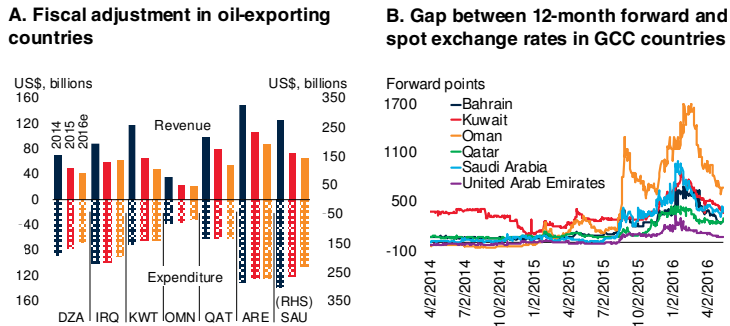 A. Fiscal adjustment in oil-exporting
countries
US$, billions
US$, billions
160
120
80
40
0
40
80
120
160
350
250
150
50
-50
150
250
350
2014
2015
2016e
Revenue
Expenditure
(RHS)
DZA IRQ KWT OMN QAT ARE SAU
B. Gap between 12-month forward and
spot exchange rates in GCC countries
Forward points
1700
1100
500
-100
Bahrain
Kuwait
Oman
Qatar
Saudi Arabia
United Arab Emirates
4/2/2014
7/2/2014
10/2/2014
1/2/2015
4/2/2015
7/2/2015
10/2/2015
1/2/2016
4/2/2016